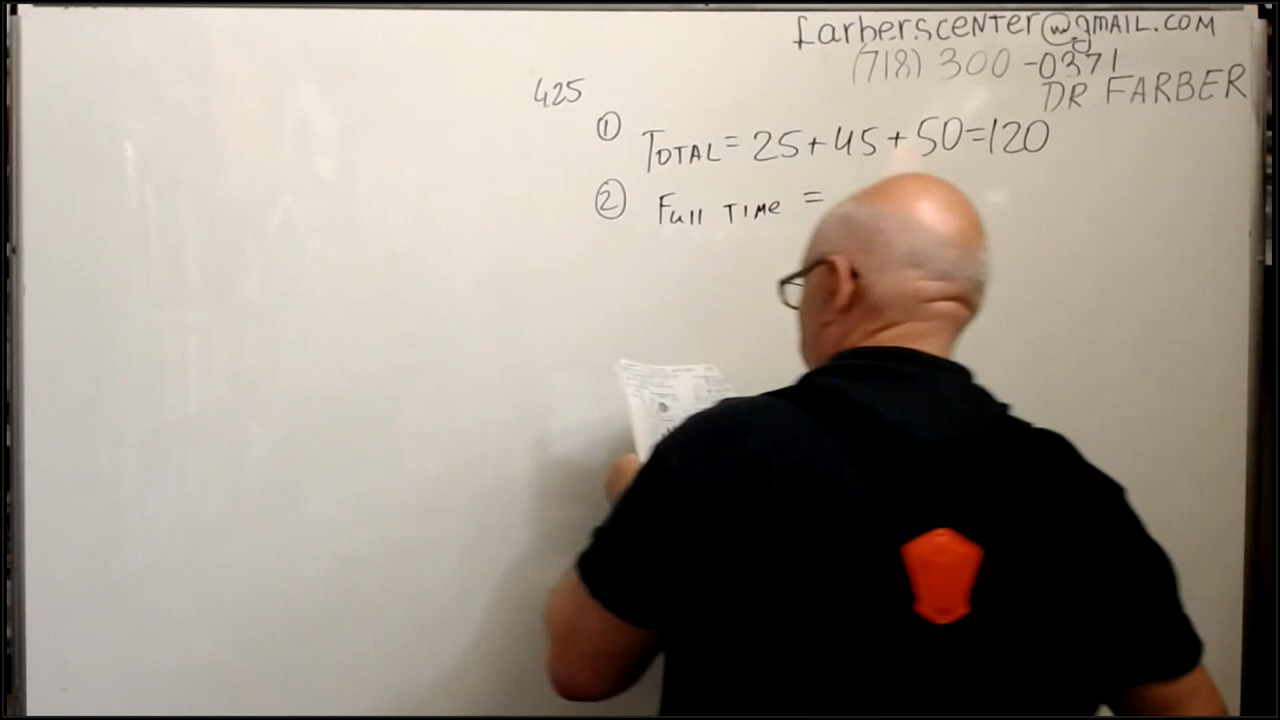 farberscenter@gmail.com
(718) 300-0371
DR FARBER
425
① TOTAL = 25+45+50=120
② Full TIME =